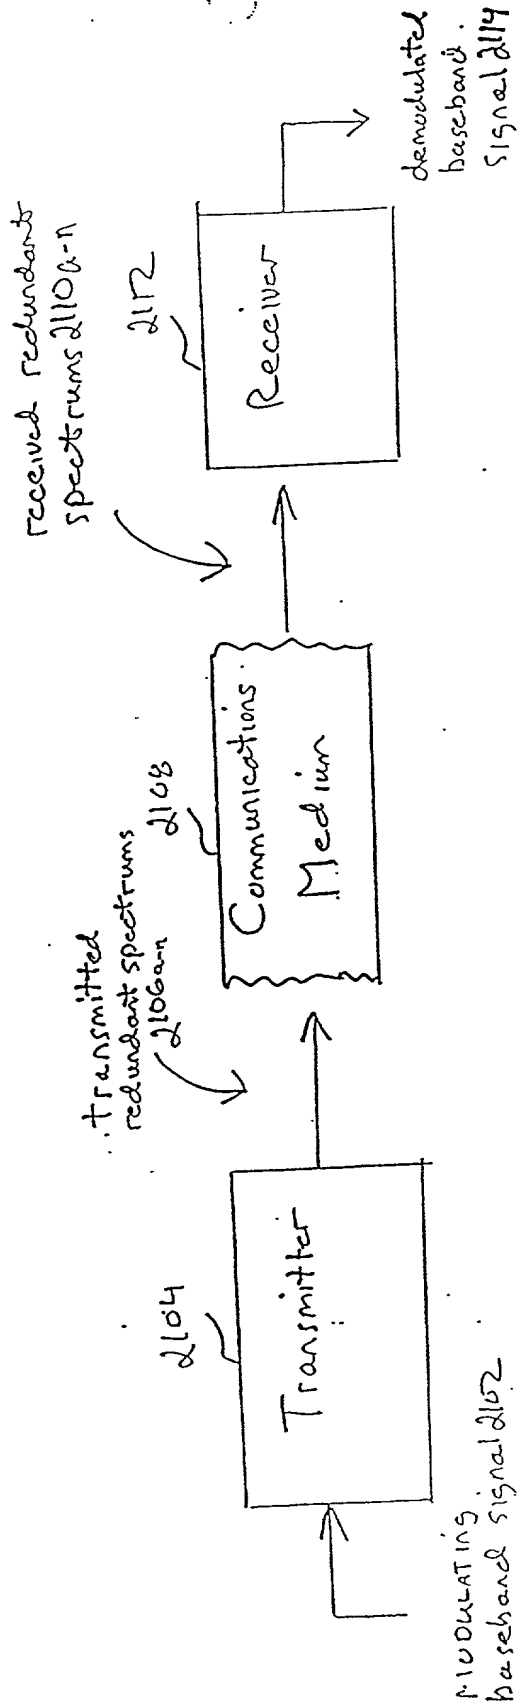 MODULATING
baseband signal 2102
2104
Transmitter
transmitted
redundant spectrums
2106a-n
2108
Communications
Medium
received redundant
spectrums 2110a-n
2112
Receiver
demodulated
baseband.
signal 2114